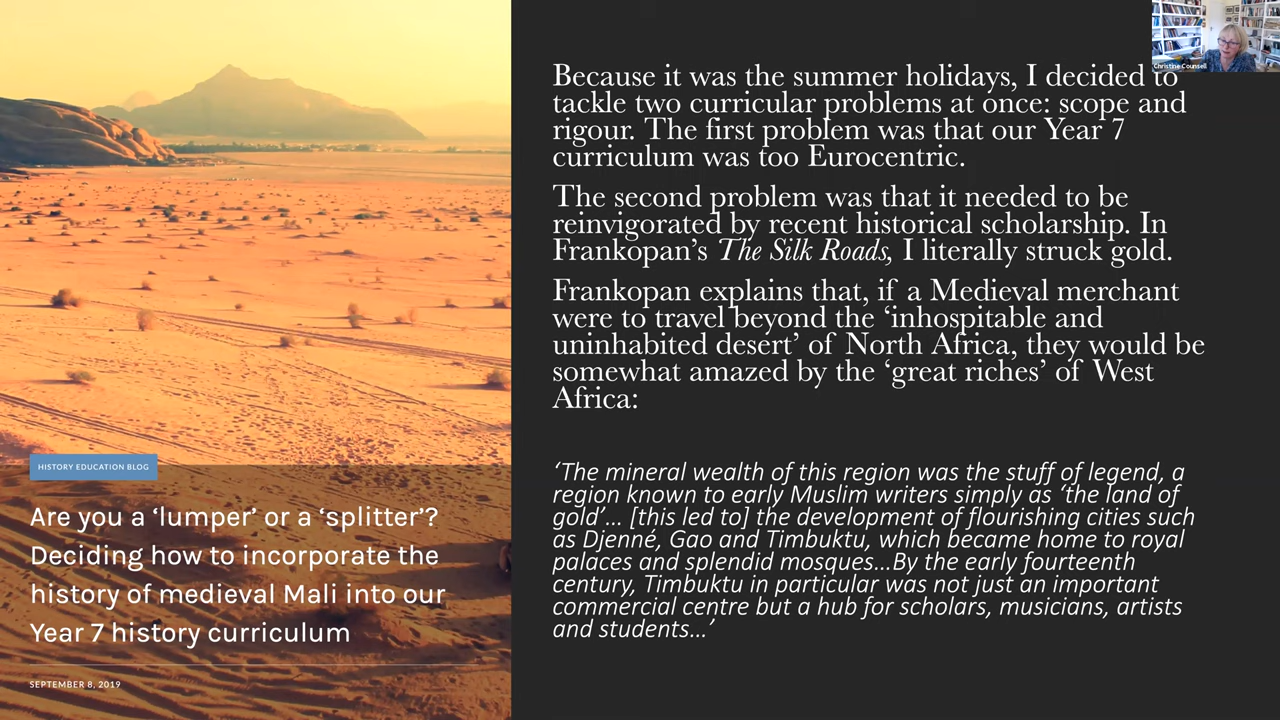 Christine Counsell
Because it was the summer holidays, I decided to
tackle two curricular problems at once: scope and
rigour. The first problem was that our Year 7
curriculum was too Eurocentric.
The second problem was that it needed to be
reinvigorated by recent historical scholarship. In
Frankopan’s The Silk Roads, I literally struck gold.
Frankopan explains that, if a Medieval merchant
were to travel beyond the ‘inhospitable and
uninhabited desert’ of North Africa, they would be
somewhat amazed by the ‘great riches’ of West
Africa:
‘The mineral wealth of this region was the stuff of legend, a
region known to early Muslim writers simply as ‘the land of
gold’... [this led to] the development of flourishing cities such
as Djenné, Gao and Timbuktu, which became home to royal
palaces and splendid mosques...By the early fourteenth
century, Timbuktu in particular was not just an important
commercial centre but a hub for scholars, musicians, artists
and students...’
HISTORY EDUCATION BLOG
Are you a ‘lumper’ or a ‘splitter’?
Deciding how to incorporate the
history of medieval Mali into our
Year 7 history curriculum
SEPTEMBER 8, 2019